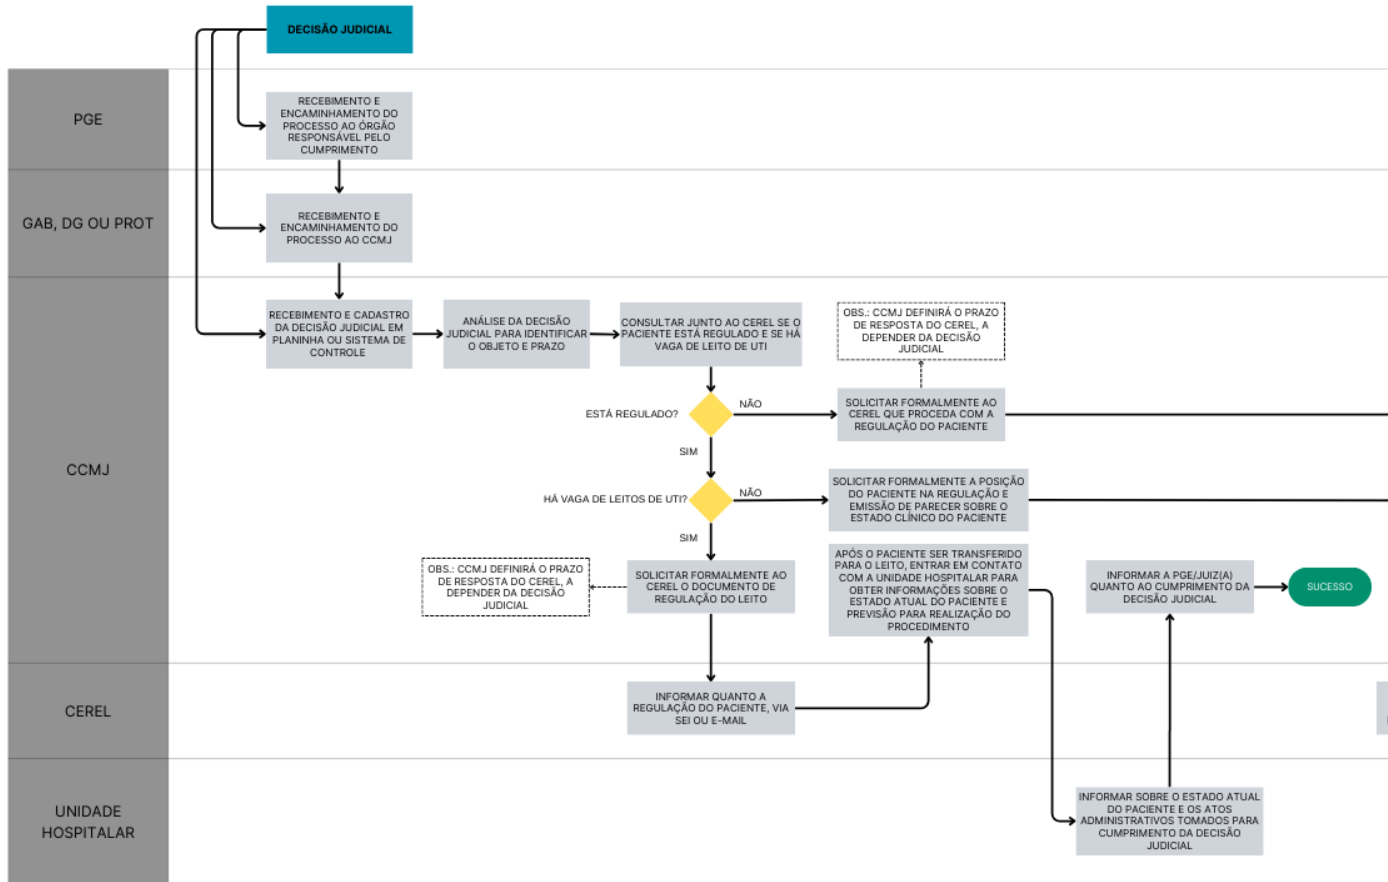 DECISÃO JUDICIAL
PGE
RECEBIMENTO E
ENCAMINHAMENTO DO
PROCESSO AO ÓRGÃO
RESPONSÁVEL PELO
CUMPRIMENTO
GAB, DG OU PROT
RECEBIMENTO E
ENCAMINHAMENTO DO
PROCESSO AO CCMJ
CCMJ
RECEBIMENTO E CADASTRO
DA DECISÃO JUDICIAL EM
PLANINHA OU SISTEMA DE
CONTROLE
ANÁLISE DA DECISÃO
JUDICIAL PARA IDENTIFICAR
O OBJETO E PRAZO
CONSULTAR JUNTO AO CEREL SE O
PACIENTE ESTÁ REGULADO E SE HÁ
VAGA DE LEITO DE UTI
OBS.: CCMJ DEFINIRÁ O PRAZO
DE RESPOSTA DO CEREL, A
DEPENDER DA DECISÃO
JUDICIAL
ESTÁ REGULADO?
NÃO
SOLICITAR FORMALMENTE AO
CEREL QUE PROCEDA COM A
REGULAÇÃO DO PACIENTE
SIM
HÁ VAGA DE LEITOS DE UTI?
NÃO
SOLICITAR FORMALMENTE A POSIÇÃO
DO PACIENTE NA REGULAÇÃO E
EMISSÃO DE PARECER SOBRE O
ESTADO CLÍNICO DO PACIENTE
SIM
OBS.: CCMJ DEFINIRÁ O PRAZO
DE RESPOSTA DO CEREL, A
DEPENDER DA DECISÃO
JUDICIAL
SOLICITAR FORMALMENTE AO
CEREL O DOCUMENTO DE
REGULAÇÃO DO LEITO
APÓS O PACIENTE SER TRANSFERIDO
PARA O LEITO, ENTRAR EM CONTATO
COM A UNIDADE HOSPITALAR PARA
OBTER INFORMAÇÕES SOBRE O
ESTADO ATUAL DO PACIENTE E
PREVISÃO PARA REALIZAÇÃO DO
PROCEDIMENTO
INFORMAR A PGE/JUIZ(A)
QUANTO AO CUMPRIMENTO DA
DECISÃO JUDICIAL
SUCESSO
CEREL
INFORMAR QUANTO A
REGULAÇÃO DO PACIENTE, VIA
SEI OU E-MAIL
UNIDADE
HOSPITALAR
INFORMAR SOBRE O ESTADO ATUAL
DO PACIENTE E OS ATOS
ADMINISTRATIVOS TOMADOS PARA
CUMPRIMENTO DA DECISÃO
JUDICIAL